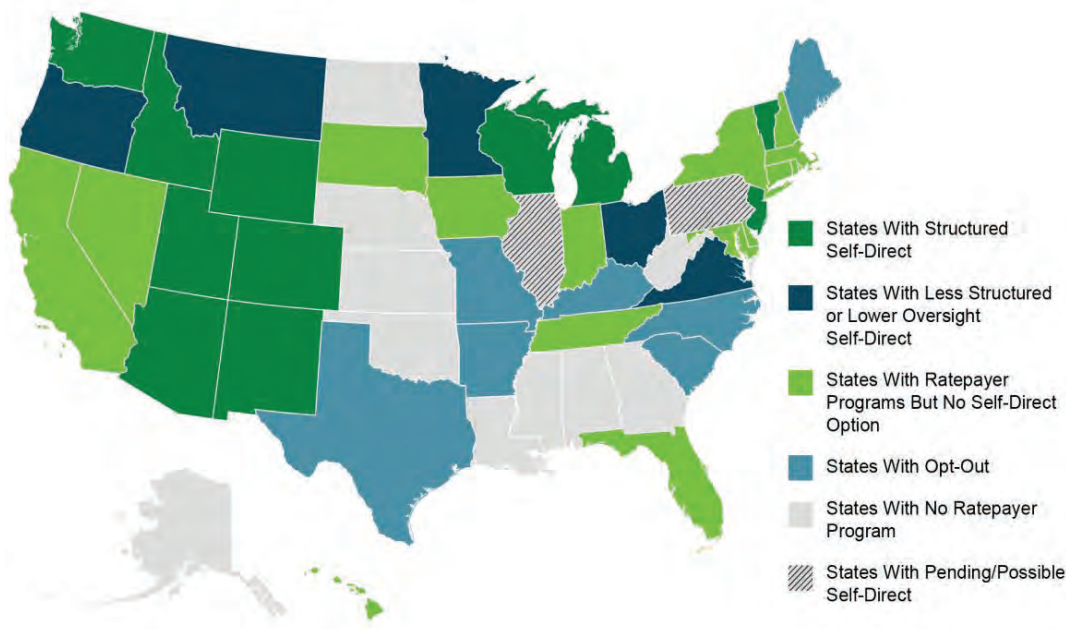 States With Structured
Self-Direct
States With Less Structured
or Lower Oversight
Self-Direct
States With Ratepayer
Programs But No Self-Direct
Option
States With Opt-Out
States With No Ratepayer
Program
States With Pending/Possible
Self-Direct